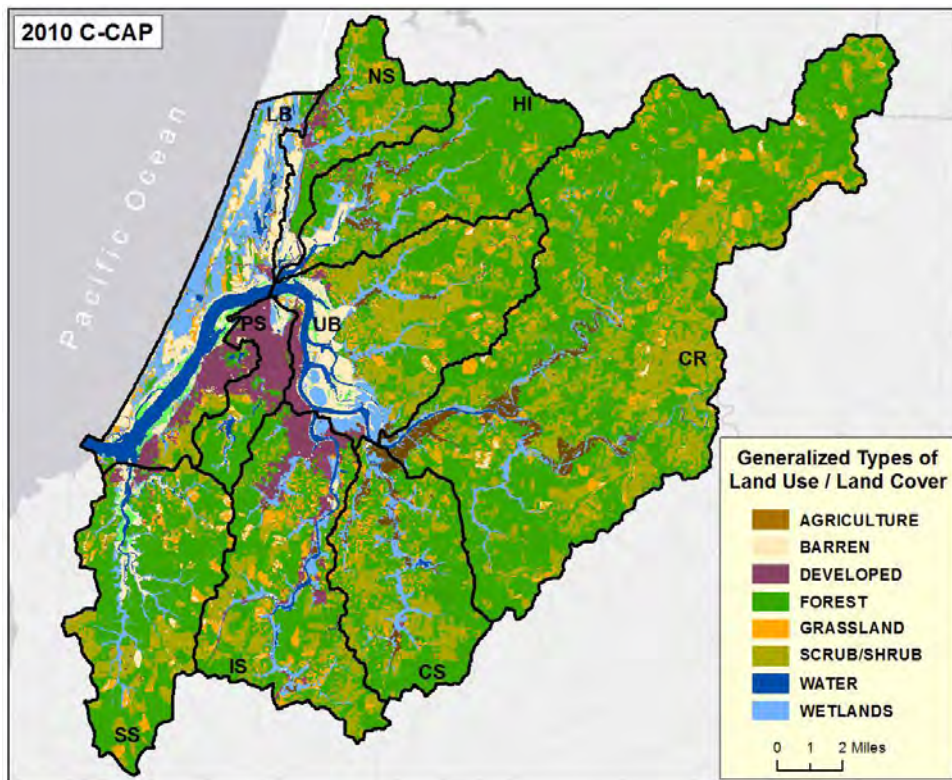 2010 C-CAP
NS
HI
LB
Pacific Ocean
PS
UB
CR
IS
CS
SS
Generalized Types of
Land Use / Land Cover
AGRICULTURE
BARREN
DEVELOPED
FOREST
GRASSLAND
SCRUB/SHRUB
WATER
WETLANDS
0 1 2 Miles